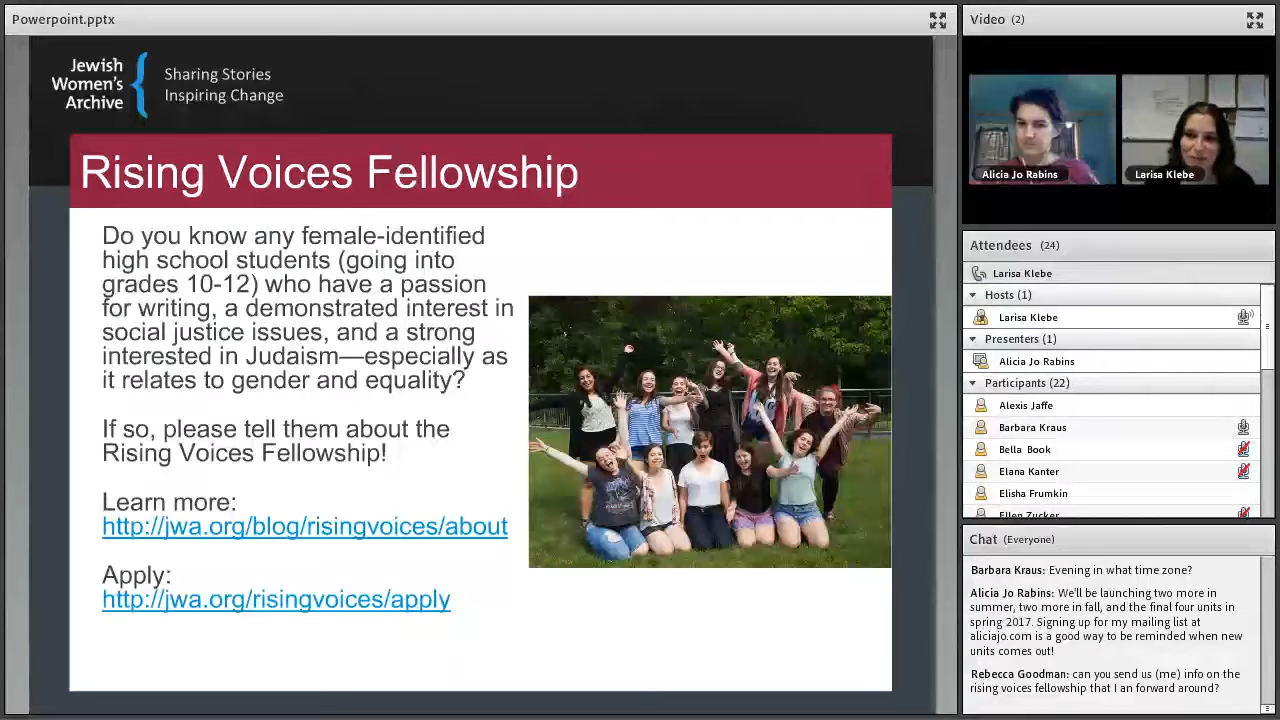 Powerpoint.pptx
Jewish
Women's
Archive
Sharing Stories
Inspiring Change
Rising Voices Fellowship
Do you know any female-identified
high school students (going into
grades 10-12) who have a passion
for writing, a demonstrated interest in
social justice issues, and a strong
interested in Judaism—especially as
it relates to gender and equality?
If so, please tell them about the
Rising Voices Fellowship!
Learn more:
http://jwa.org/blog/risingvoices/about
Apply:
http://jwa.org/risingvoices/apply
Video (2)
Alicia Jo Rabins
Larisa Klebe
Attendees (24)
Larisa Klebe
Hosts (1)
Larisa Klebe
Presenters (1)
Alicia Jo Rabins
Participants (22)
Alexis Jaffe
Barbara Kraus
Bella Book
Elana Kanter
Elisha Frumkin
Ellen Zucker
Chat (Everyone)
Barbara Kraus: Evening in what time zone?
Alicia Jo Rabins: We'll be launching two more in
summer, two more in fall, and the final four units in
spring 2017. Signing up for my mailing list at
aliciajo.com is a good way to be reminded when new
units comes out!
Rebecca Goodman: can you send us (me) info on the
rising voices fellowship that I an forward around?